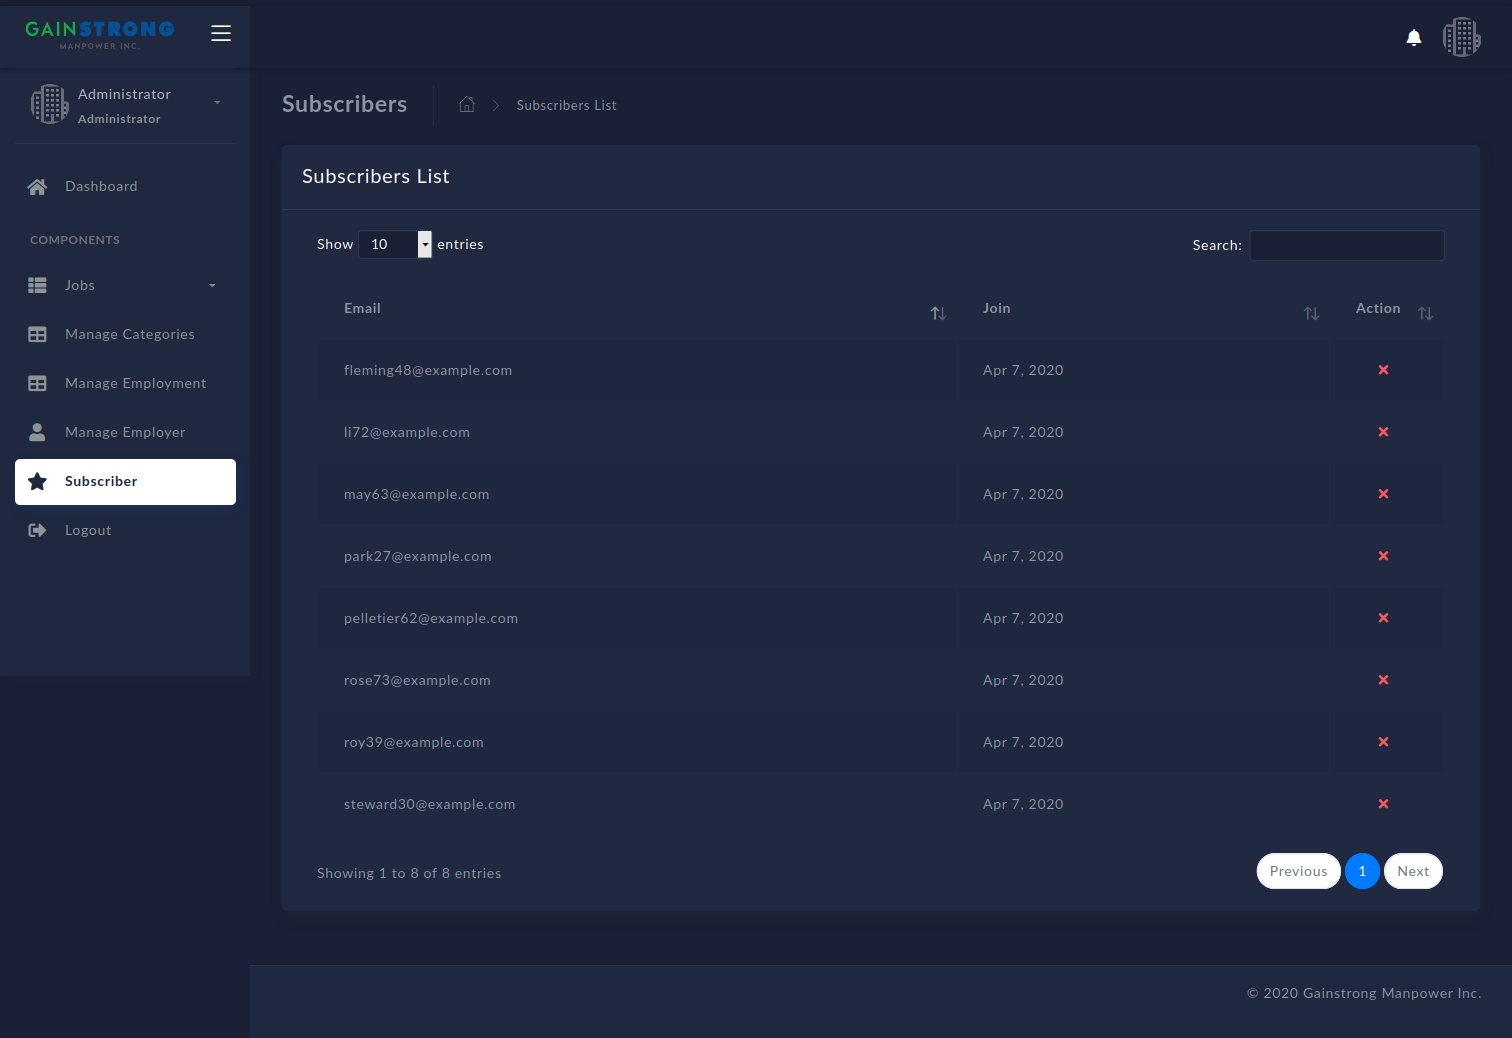 GAINSTRONG
MANPOWER INC.
Administrator
Administrator
Dashboard
COMPONENTS
Jobs
Manage Categories
Manage Employment
Manage Employer
Subscriber
Logout
Subscribers
Subscribers List
Subscribers List
Show 10 entries
Search:
Email Join Action
fleming48@example.com Apr 7, 2020
li72@example.com Apr 7, 2020
may63@example.com Apr 7, 2020
park27@example.com Apr 7, 2020
pelletier62@example.com Apr 7, 2020
rose73@example.com Apr 7, 2020
roy39@example.com Apr 7, 2020
steward30@example.com Apr 7, 2020
Showing 1 to 8 of 8 entries
Previous 1 Next
© 2020 Gainstrong Manpower Inc.